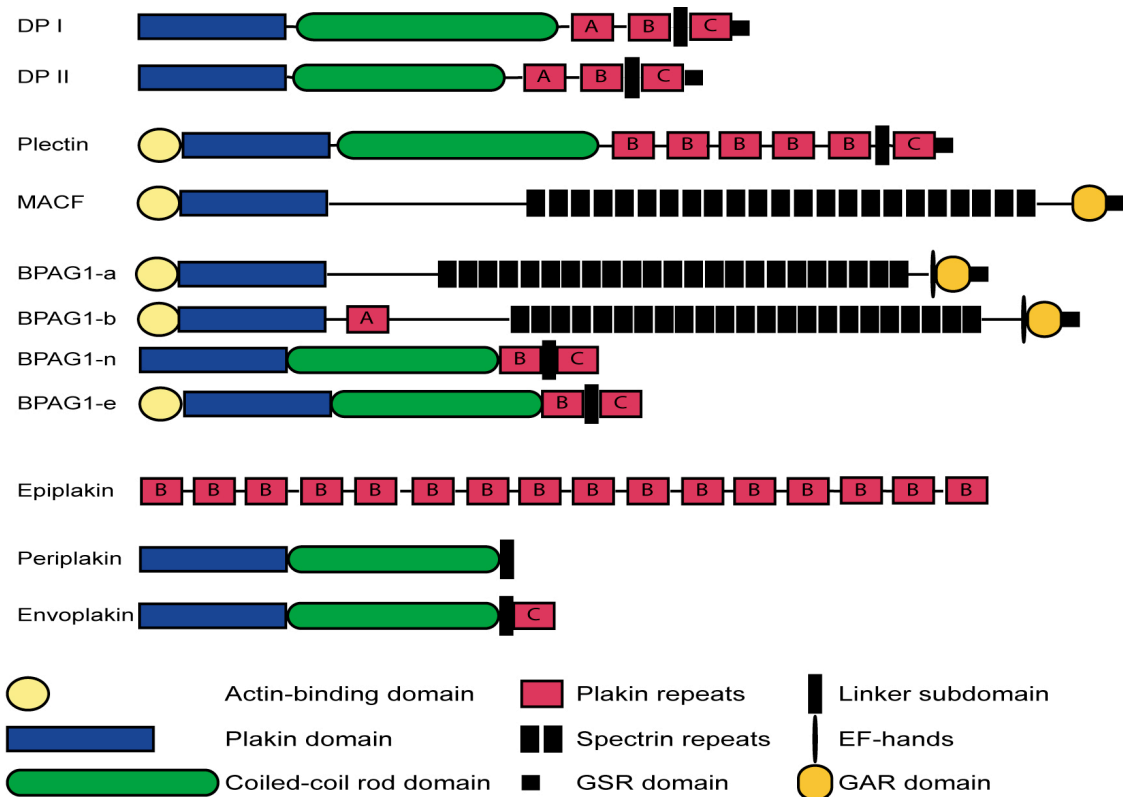 DP I A B C
DP II A B C
Plectin B B B B B C
MACF
BPAG1-a
BPAG1-b A
BPAG1-n B C
BPAG1-e B C
Epiplakin B B B B B B B B B B B B B B B B
Periplakin
Envoplakin C
Actin-binding domain Plakin repeats Linker subdomain
Plakin domain Spectrin repeats EF-hands
Coiled-coil rod domain GSR domain GAR domain